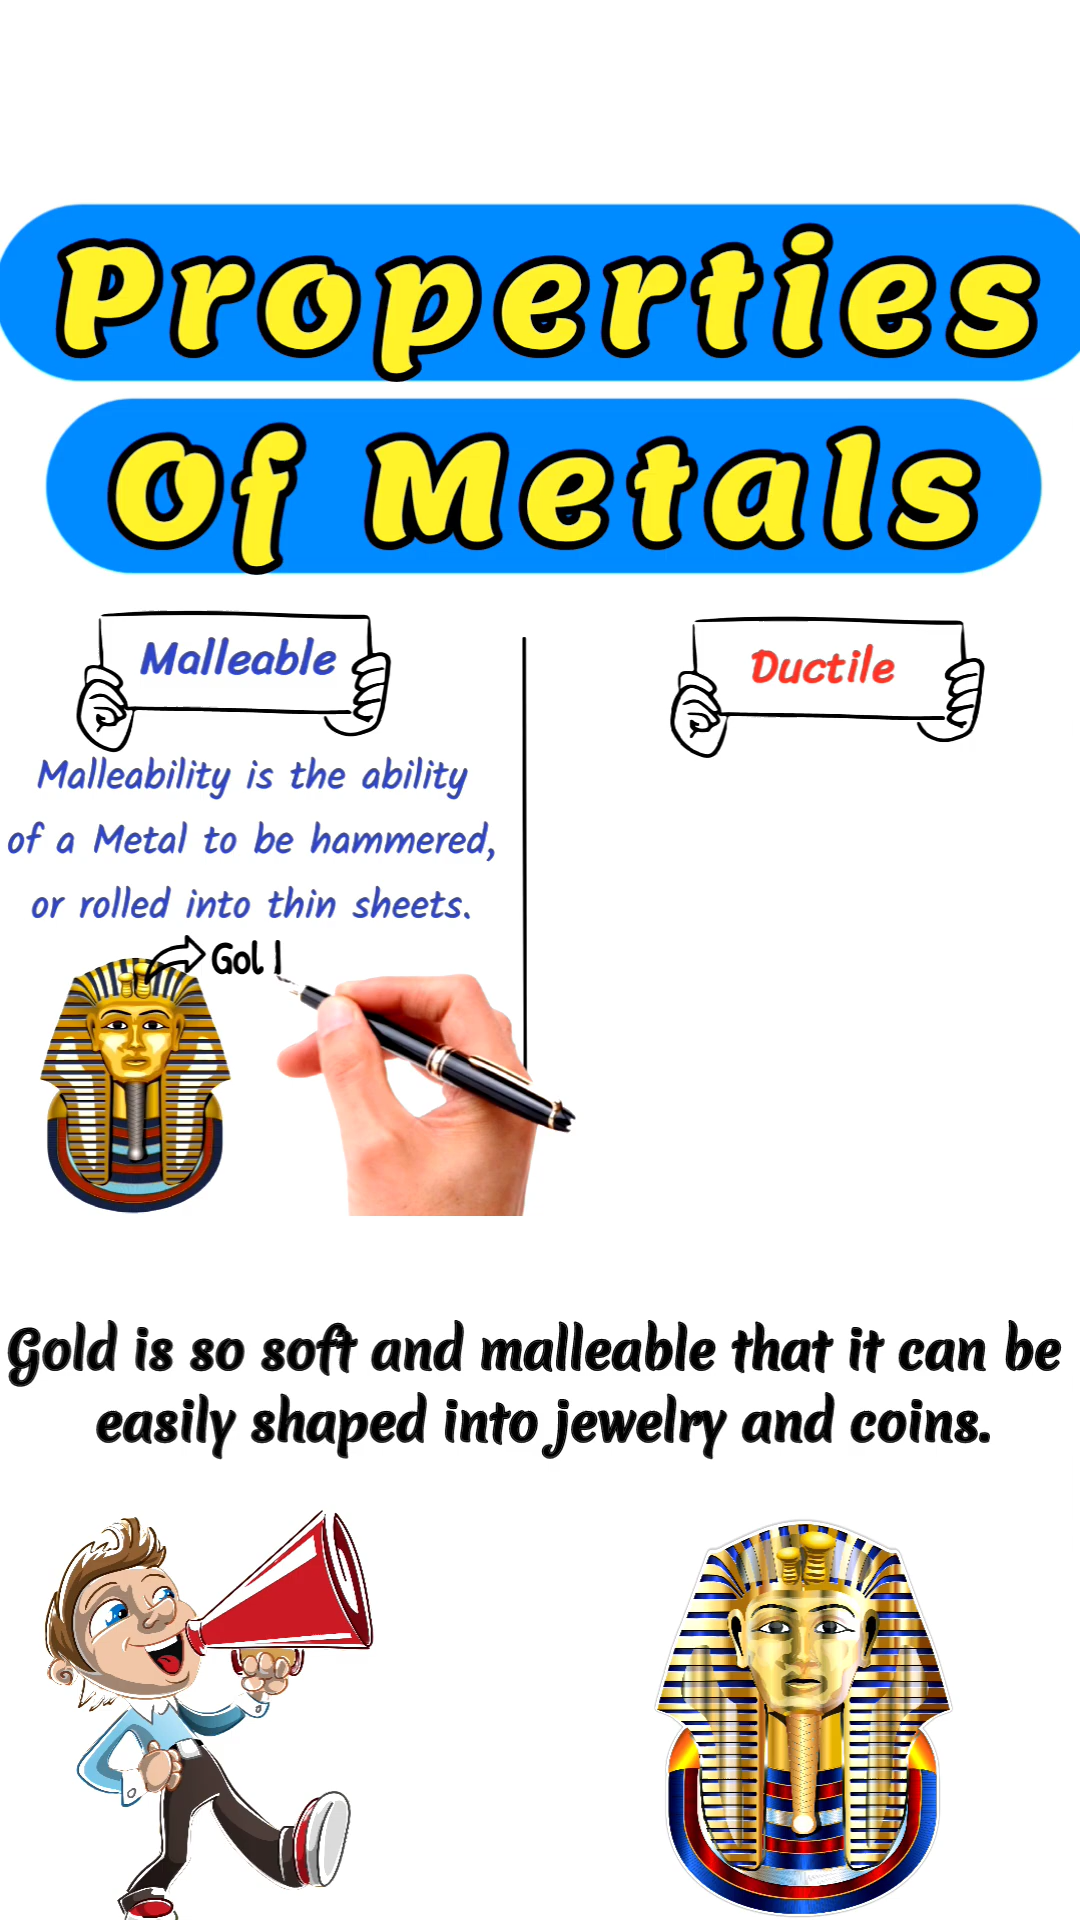 Properties
Of Metals
Malleable
Ductile
Malleability is the ability
of a Metal to be hammered,
or rolled into thin sheets.
Gol
Gold is so soft and malleable that it can be
easily shaped into jewelry and coins.